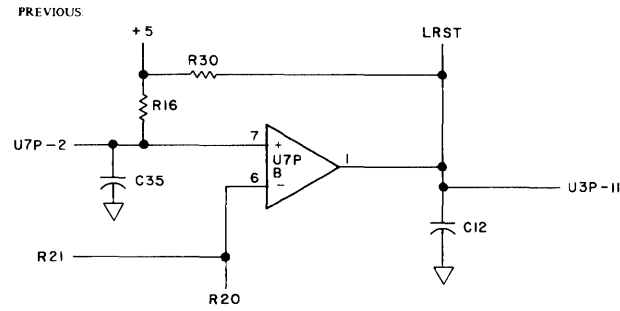 PREVIOUS:
+5
LRST
R30
R16
U7P-2
7
+
U7P
B
1
6
−
C35
U3P-11
C12
R21
R20